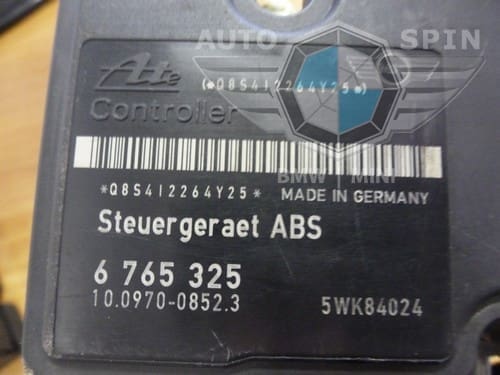 AUTO SPIN
Ate (*Q8S412264Y25*)
Controller
BMW MINI
*Q8S412264Y25* MADE IN GERMANY
Steuergeraet ABS
6 765 325
10.0970-0852.3 5WK84024